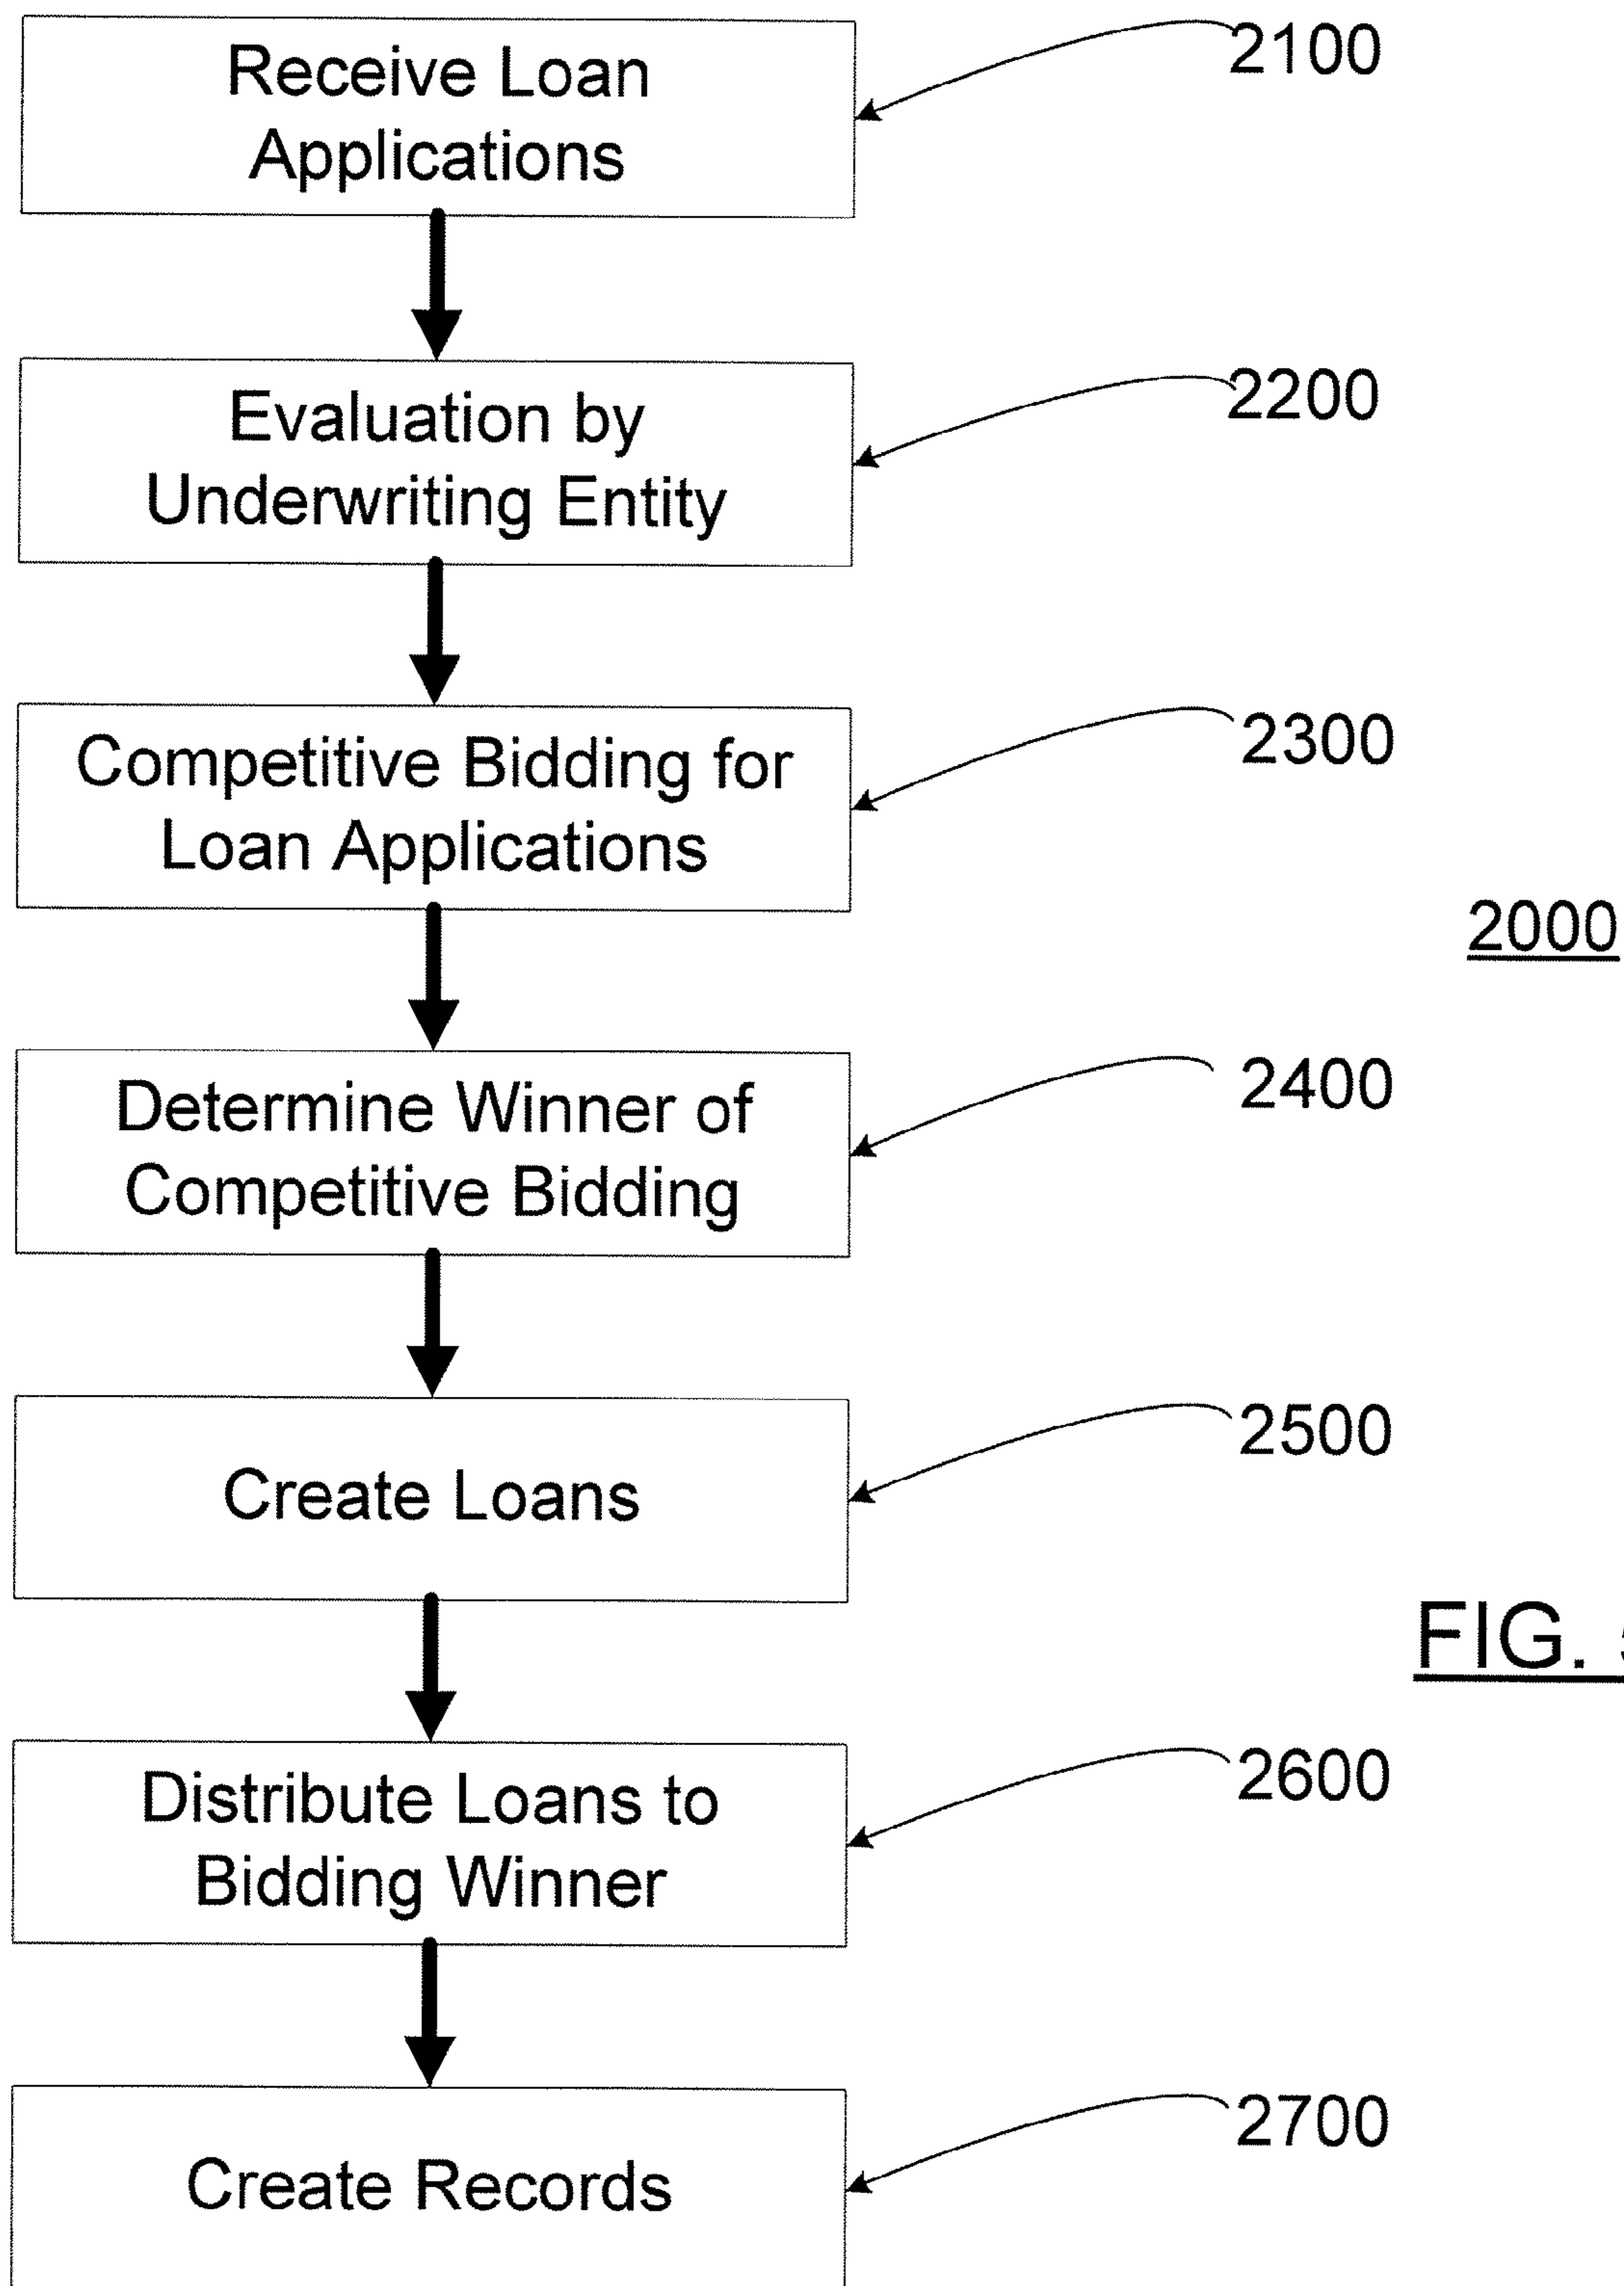 Receive Loan
Applications
2100
Evaluation by
Underwriting Entity
2200
Competitive Bidding for
Loan Applications
2300
2000
Determine Winner of
Competitive Bidding
2400
Create Loans
2500
FIG.
Distribute Loans to
Bidding Winner
2600
Create Records
2700